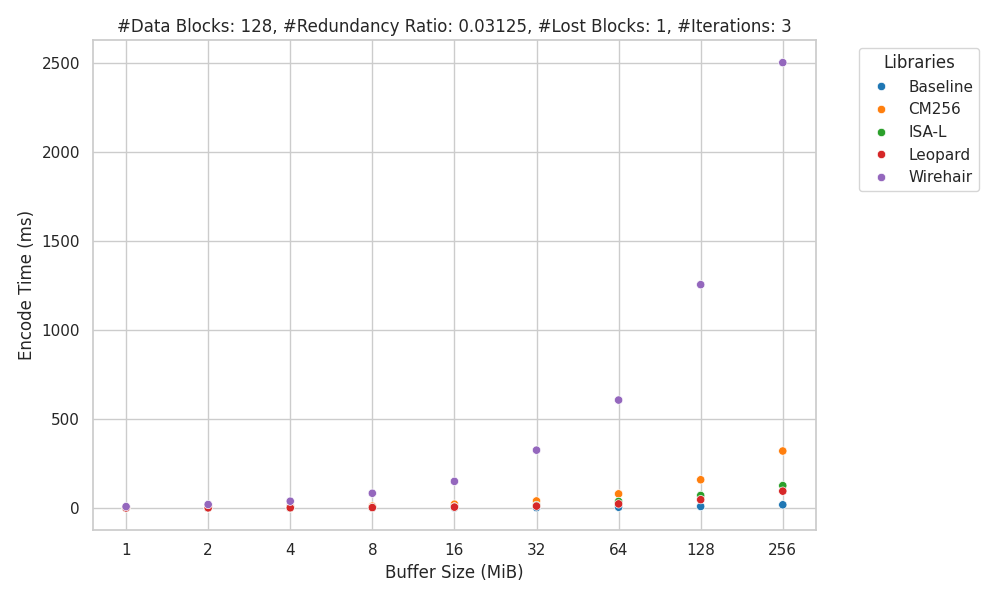 #Data Blocks: 128, #Redundancy Ratio: 0.03125, #Lost Blocks: 1, #Iterations: 3
Libraries
Baseline
CM256
ISA-L
Leopard
Wirehair
Encode Time (ms)
2500
2000
1500
1000
500
0
1 2 4 8 16 32 64 128 256
Buffer Size (MiB)